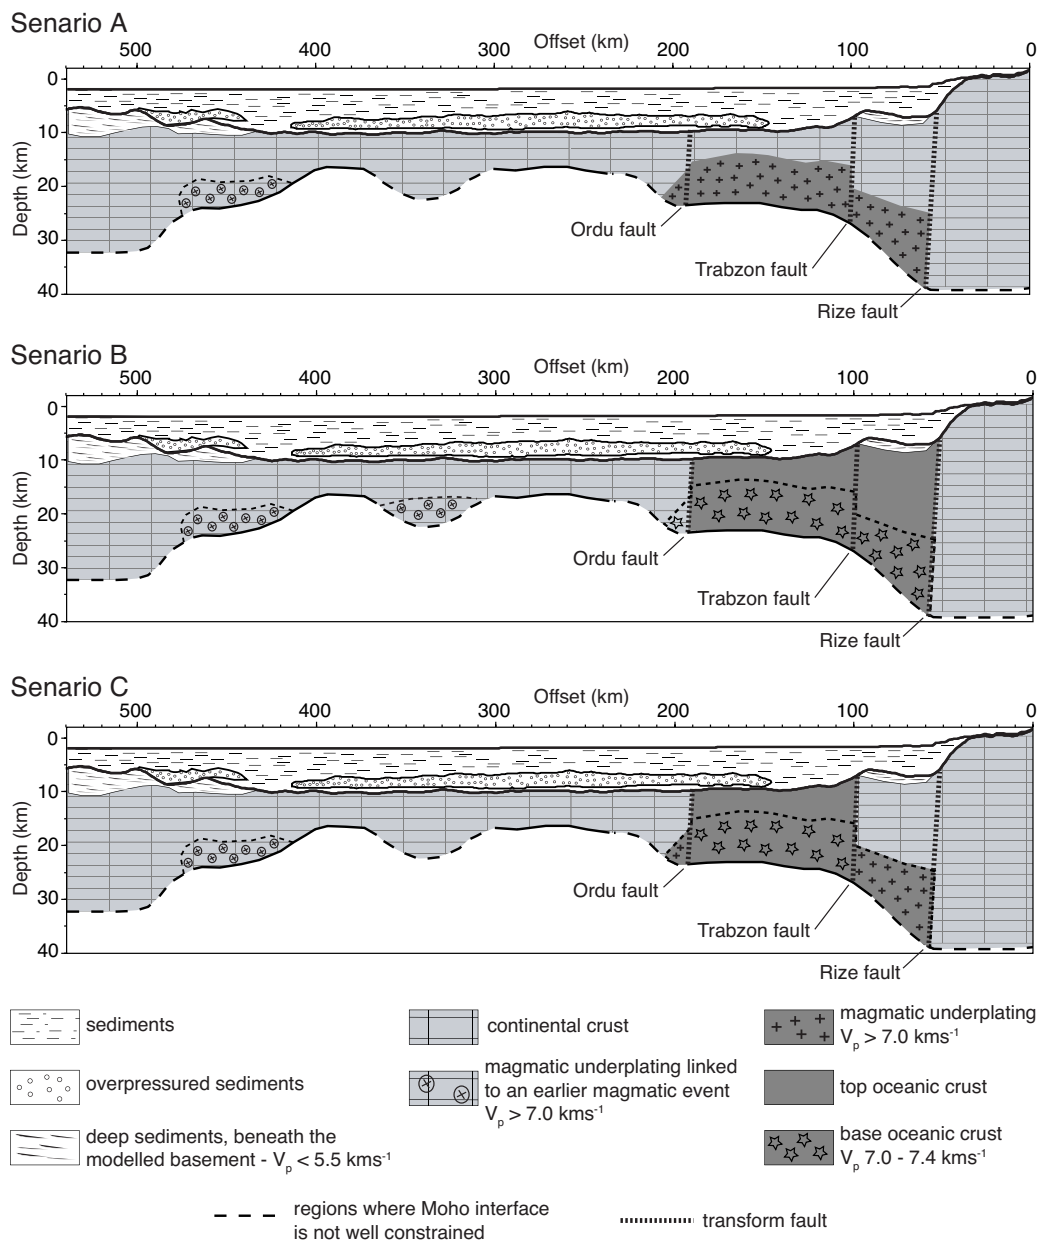 Senario A
Offset (km)
500 400 300 200 100 0
0
10
20
30
40
Depth (km)
Ordu fault
Trabzon fault
Rize fault
Senario B
Offset (km)
500 400 300 200 100 0
0
10
20
30
40
Depth (km)
Ordu fault
Trabzon fault
Rize fault
Senario C
Offset (km)
500 400 300 200 100 0
0
10
20
30
40
Depth (km)
Ordu fault
Trabzon fault
Rize fault
sediments
overpressured sediments
deep sediments, beneath the
modelled basement - Vp < 5.5 kms-1
continental crust
magmatic underplating linked
to an earlier magmatic event
Vp > 7.0 kms-1
magmatic underplating
Vp > 7.0 kms-1
top oceanic crust
base oceanic crust
Vp 7.0 - 7.4 kms-1
regions where Moho interface
is not well constrained
transform fault